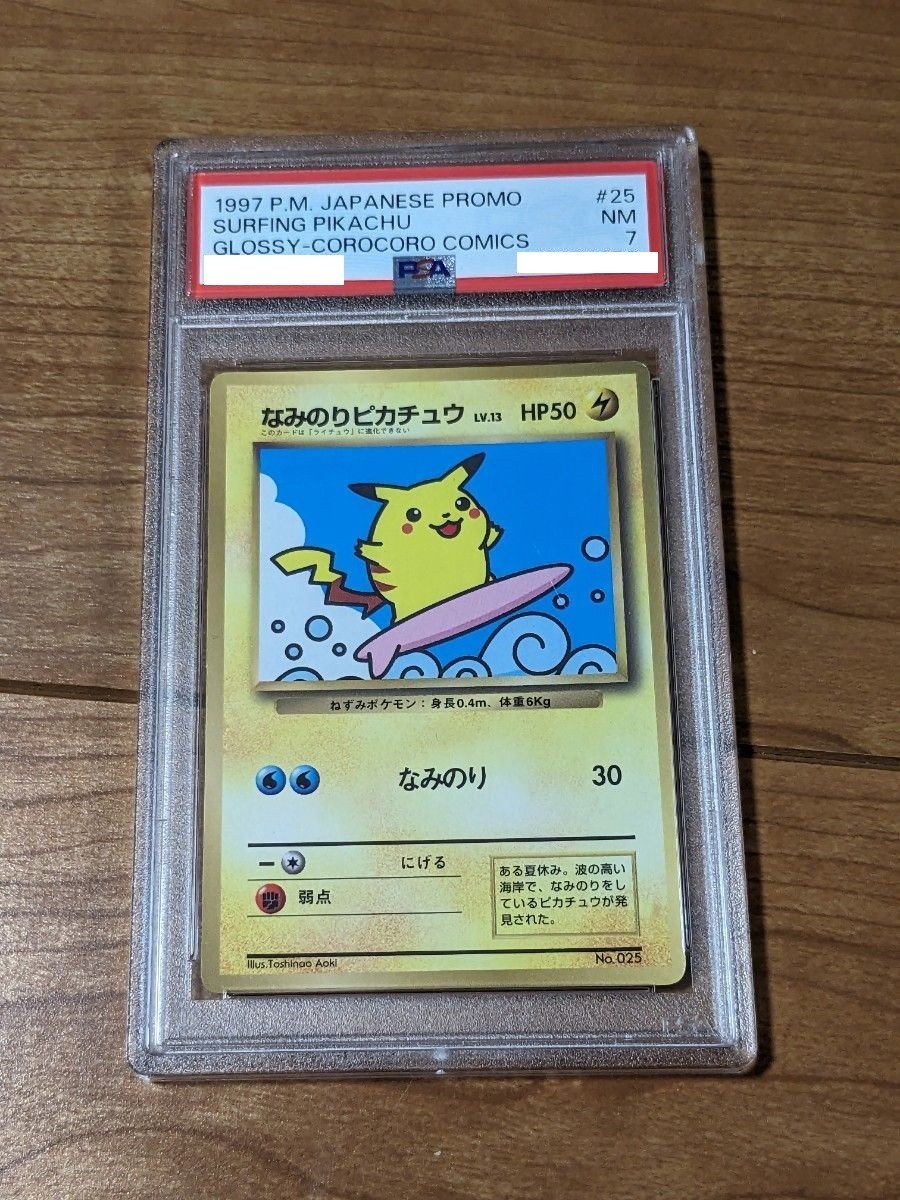 1997 P.M. JAPANESE PROMO #25
SURFING PIKACHU NM
GLOSSY-COROCORO COMICS 7
PSA
なみのりピカチュウ LV.13 HP50
このカードは「ライチュウ」に進化できない
ねずみポケモン：身長0.4m、体重6Kg
なみのり 30
にげる
弱点
ある夏休み。波の高い
海岸で、なみのりをし
ているピカチュウが発
見された。
Illus.Toshinao Aoki No. 025